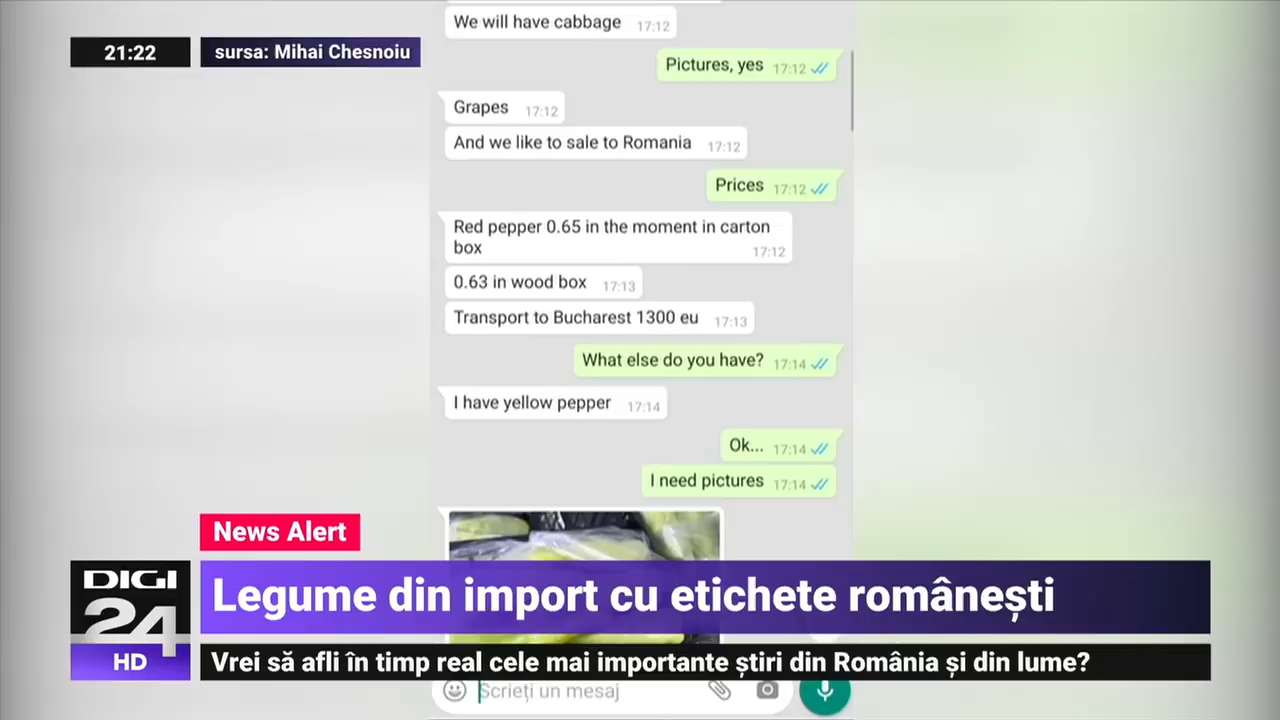 We will have cabbage 17:12
21:22
sursa: Mihai Chesnoiu
Pictures, yes 17:12
Grapes 17:12
And we like to sale to Romania 17:12
Prices 17:12
Red pepper 0.65 in the moment in carton
box 17:12
0.63 in wood box 17:13
Transport to Bucharest 1300 eu 17:13
What else do you have? 17:14
I have yellow pepper 17:14
Ok... 17:14
I need pictures 17:14
News Alert
DIGI
24
HD
Legume din import cu etichete românești
Vrei să afli în timp real cele mai importante știri din România și din lume?
Scrieți un mesaj